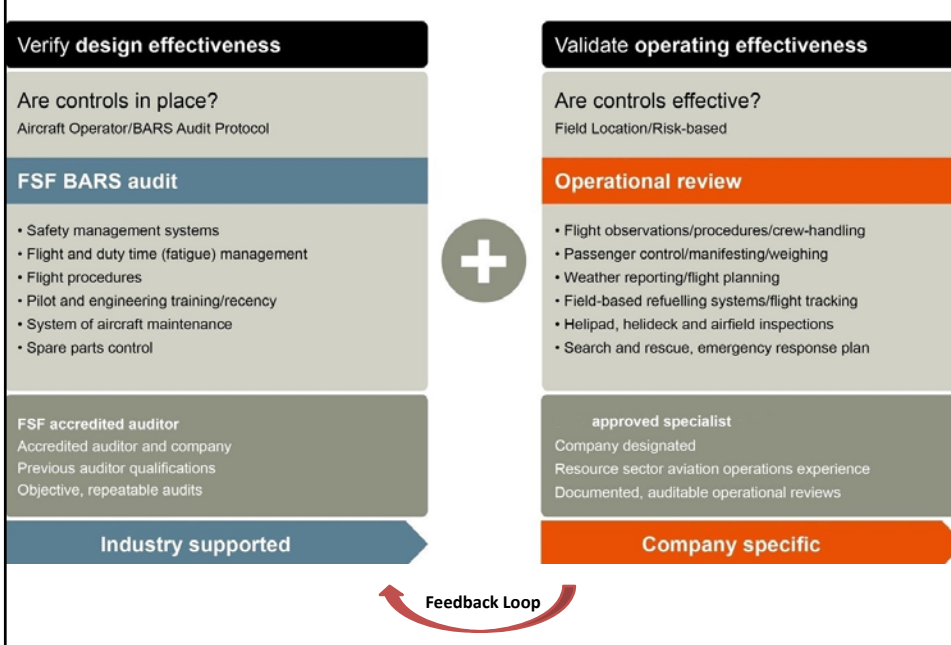 Verify design effectiveness
Are controls in place?
Aircraft Operator/BARS Audit Protocol
FSF BARS audit
• Safety management systems
• Flight and duty time (fatigue) management
• Flight procedures
• Pilot and engineering training/recency
• System of aircraft maintenance
• Spare parts control
FSF accredited auditor
Accredited auditor and company
Previous auditor qualifications
Objective, repeatable audits
Industry supported
Validate operating effectiveness
Are controls effective?
Field Location/Risk-based
Operational review
• Flight observations/procedures/crew-handling
• Passenger control/manifesting/weighing
• Weather reporting/flight planning
• Field-based refuelling systems/flight tracking
• Helipad, helideck and airfield inspections
• Search and rescue, emergency response plan
approved specialist
Company designated
Resource sector aviation operations experience
Documented, auditable operational reviews
Company specific
Feedback Loop